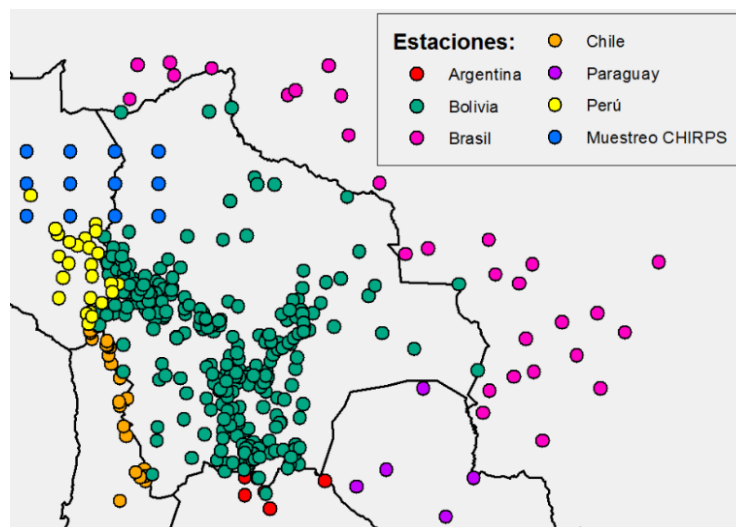 Estaciones:
Argentina
Bolivia
Brasil
Chile
Paraguay
Perú
Muestreo CHIRPS